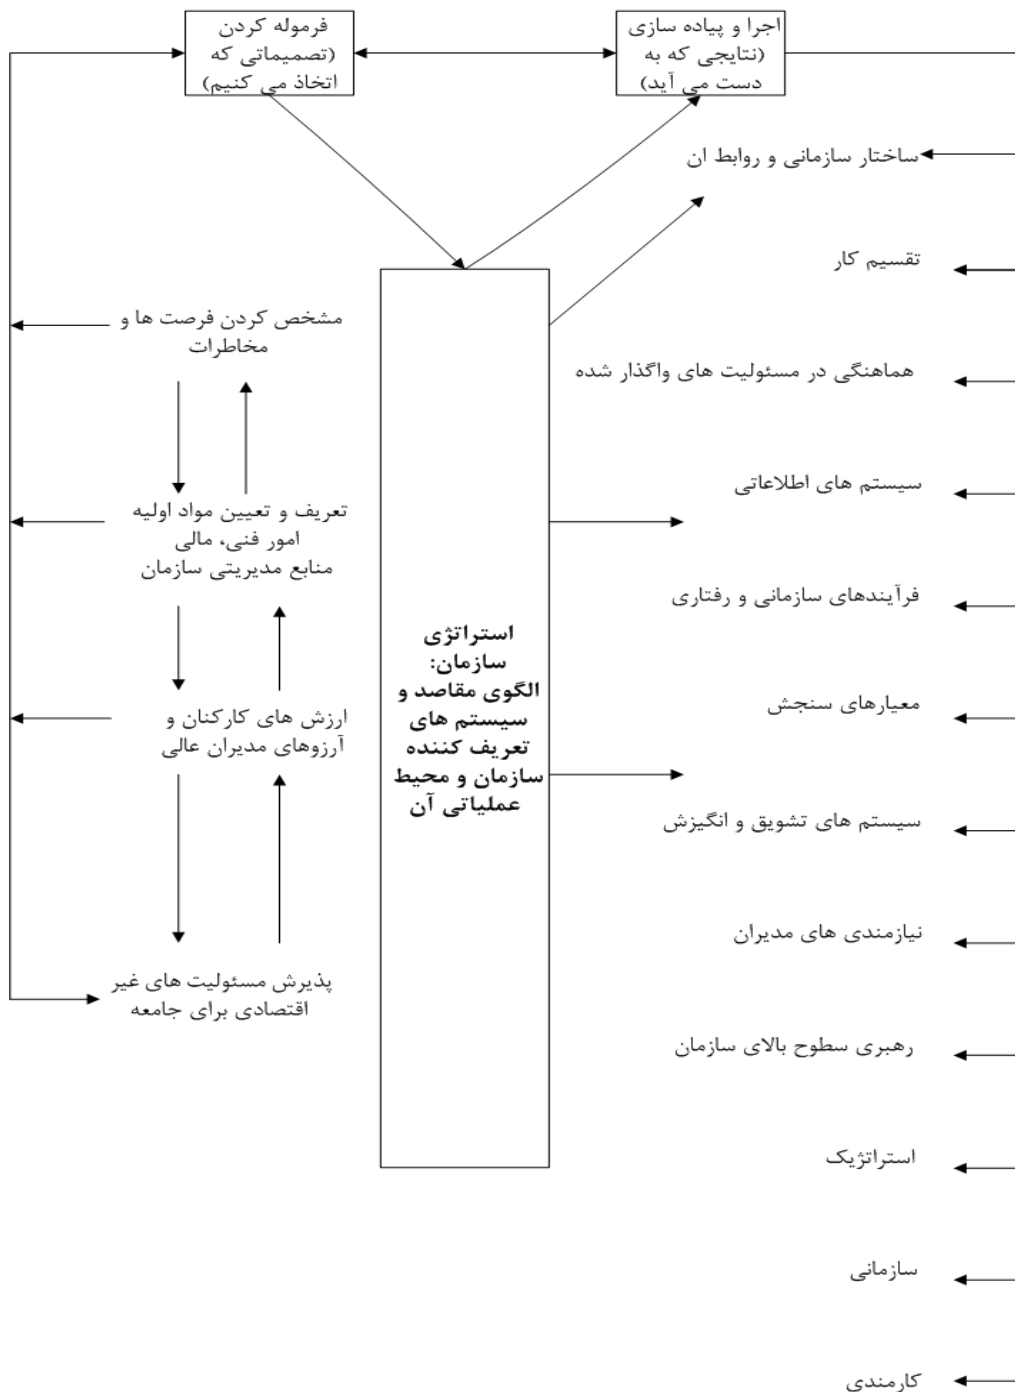 اجرا و پیاده سازی
(نتایجی که به
دست می آید)
فرموله کردن
(تصمیماتی که
اتخاذ می کنیم)
ساختار سازمانی و روابط ان
تقسیم کار
هماهنگی در مسئولیت های واگذار شده
سیستم های اطلاعاتی
فرآیندهای سازمانی و رفتاری
معیارهای سنجش
سیستم های تشویق و انگیزش
نیازمندی های مدیران
رهبری سطوح بالای سازمان
استراتژیک
سازمانی
کارمندی
استراتژی
سازمان:
الگوی مقاصد و
سیستم های
تعریف کننده
سازمان و محیط
عملیاتی آن
مشخص کردن فرصت ها و
مخاطرات
تعریف و تعیین مواد اولیه
امور فنی، مالی
منابع مدیریتی سازمان
ارزش های کارکنان و
آرزوهای مدیران عالی
پذیرش مسئولیت های غیر
اقتصادی برای جامعه